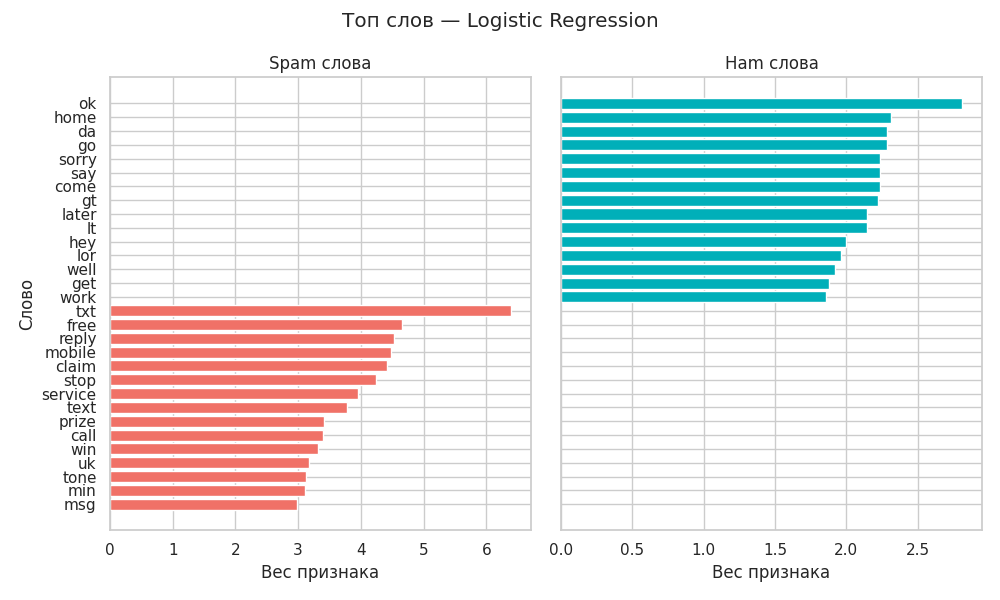 Топ слов — Logistic Regression
Spam слова
Ham слова
Слово
ok
home
da
go
sorry
say
come
gt
later
lt
hey
lor
well
get
work
txt
free
reply
mobile
claim
stop
service
text
prize
call
win
uk
tone
min
msg
0 1 2 3 4 5 6
0.0 0.5 1.0 1.5 2.0 2.5
Вес признака
Вес признака